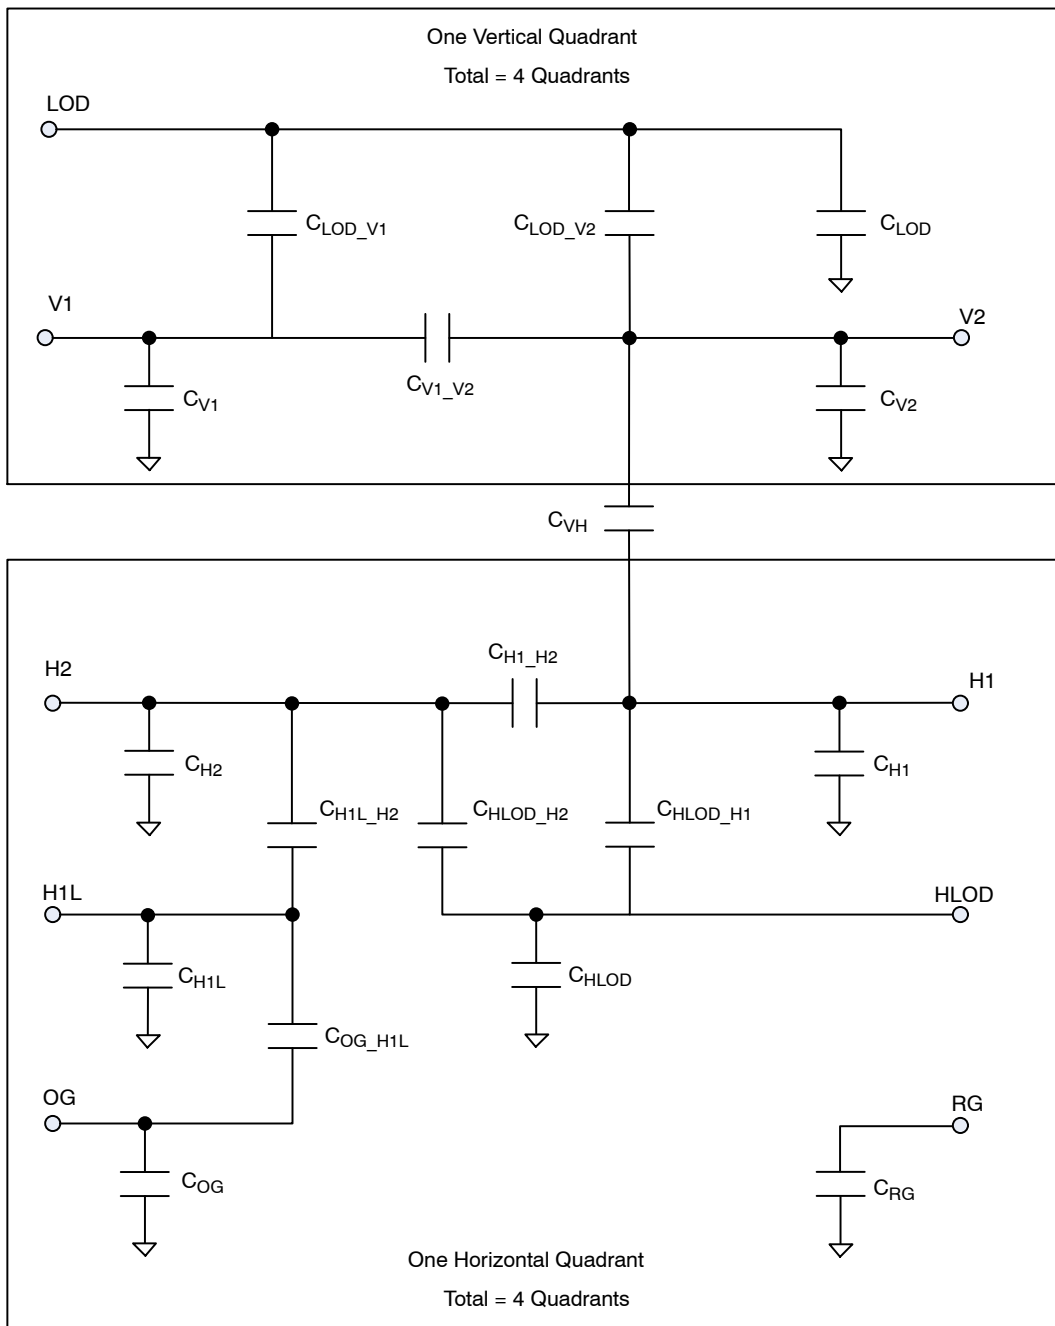 One Vertical Quadrant
Total = 4 Quadrants
LOD
CLOD_V1
CLOD_V2
CLOD
V1
V2
CV1_V2
CV1
CV2
CVH
CH1_H2
H2
H1
CH2
CH1
CH1L_H2
CHLOD_H2
CHLOD_H1
H1L
HLOD
CH1L
CHLOD
COG_H1L
OG
RG
COG
CRG
One Horizontal Quadrant
Total = 4 Quadrants